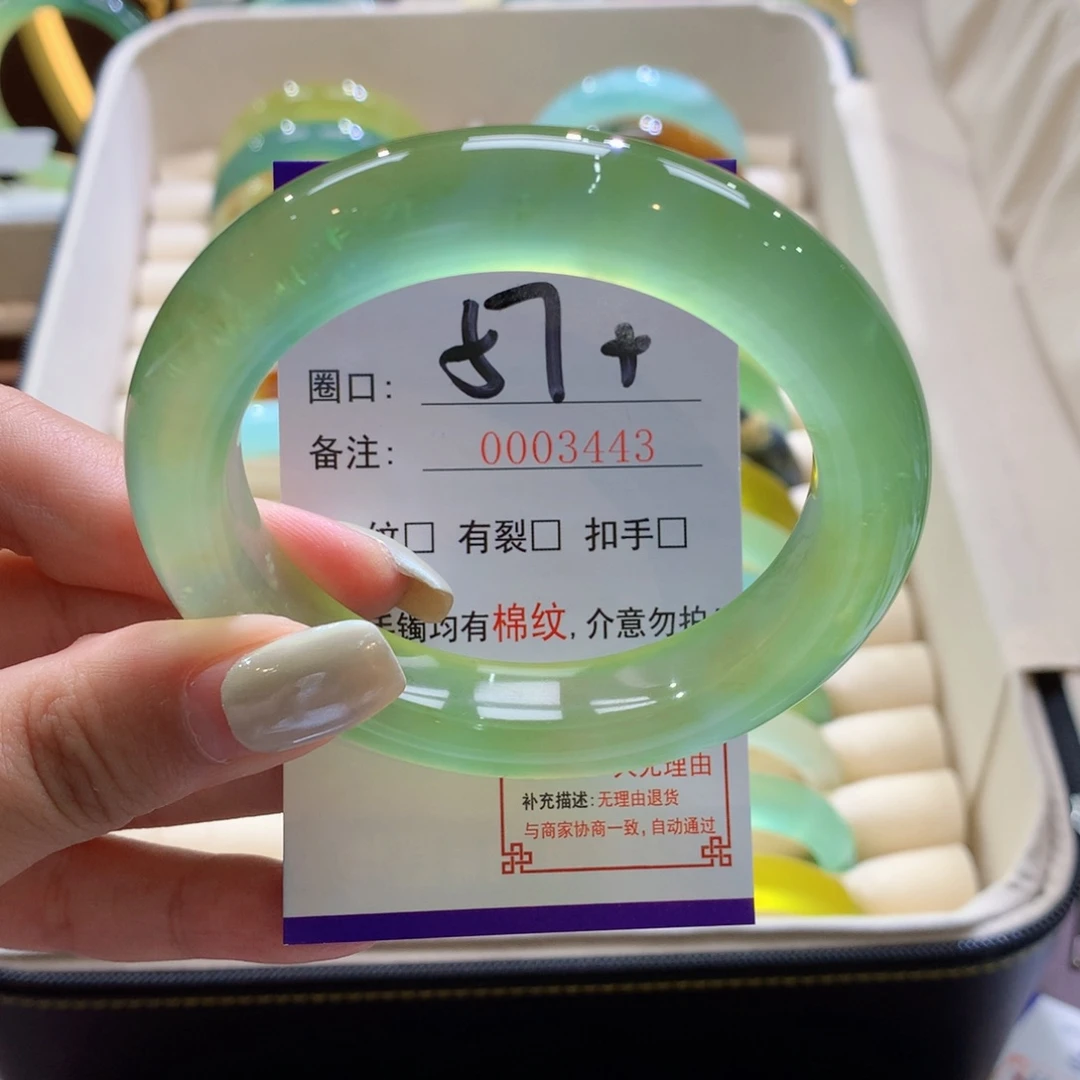 圈口: 57+
备注: 0003443
纹□ 有裂□ 扣手□
手镯均有棉纹, 介意勿拍
理由
补充描述: 无理由退货
与商家协商一致, 自动通过